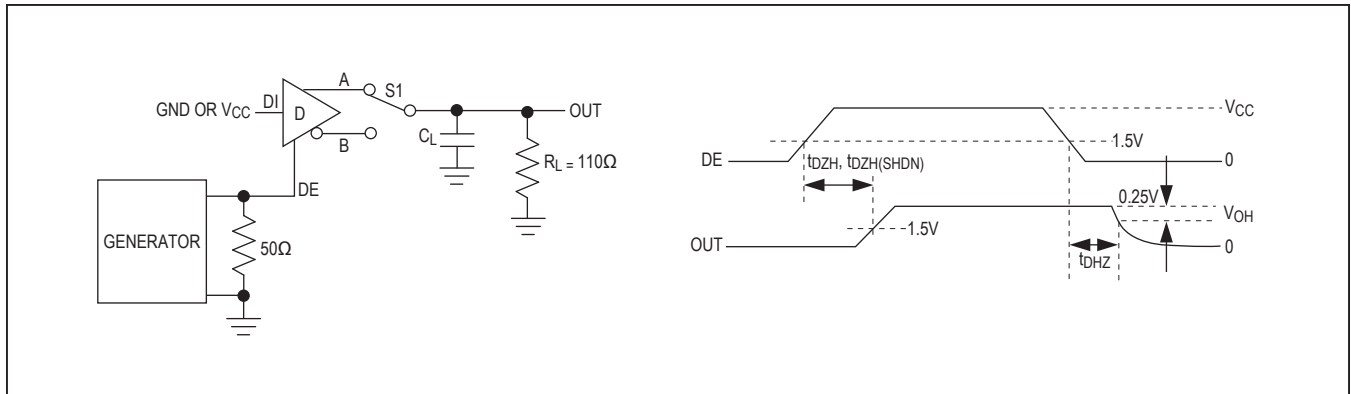 A
S1
GND OR VCC
DI
D
OUT
B
CL
RL = 110Ω
DE
GENERATOR
50Ω
VCC
1.5V
DE
0
tDZH, tDZH(SHDN)
0.25V
VOH
1.5V
OUT
0
tDHZ